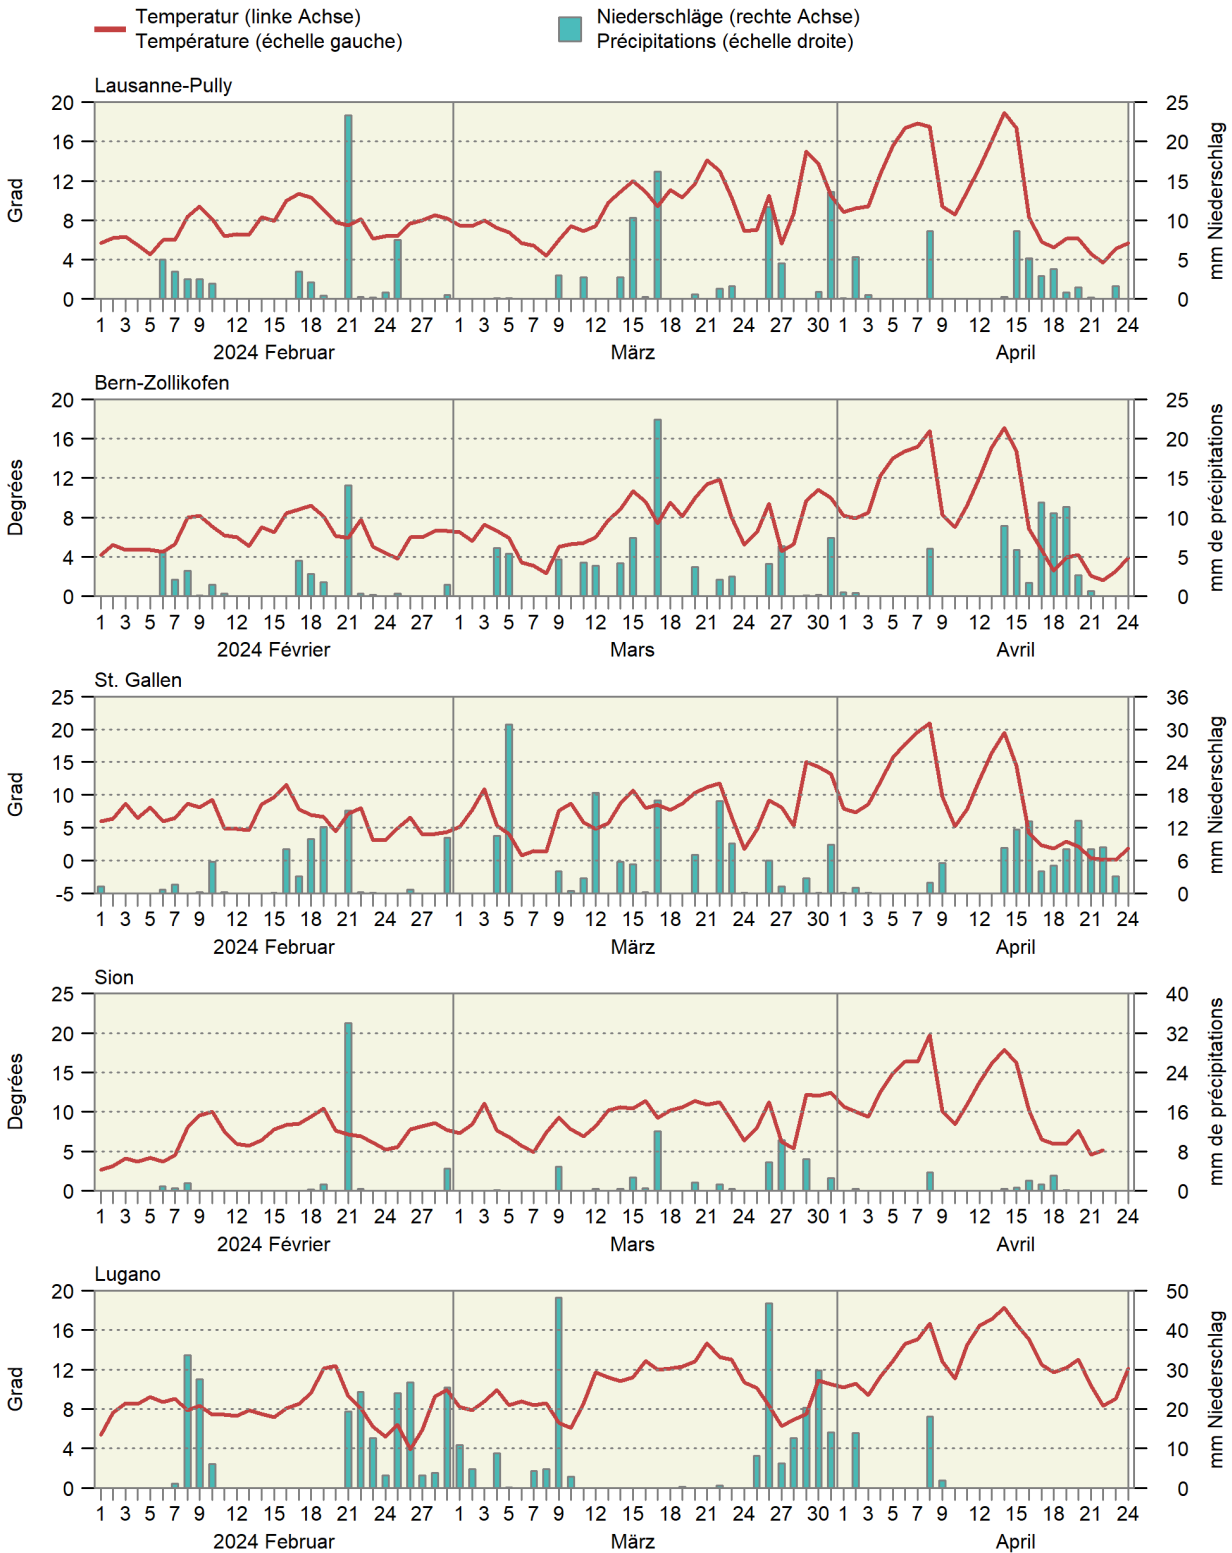 Temperatur (linke Achse)
Température (échelle gauche)
Niederschläge (rechte Achse)
Précipitations (échelle droite)
Lausanne-Pully
20 16 12 8 4 0
Grad
25 20 15 10 5 0
mm Niederschlag
1 3 5 7 9 12 15 18 21 24 27 1 3 5 7 9 12 15 18 21 24 27 30 1 3 5 7 9 12 15 18 21 24
2024 Februar März April
Bern-Zollikofen
20 16 12 8 4 0
Degrées
25 20 15 10 5 0
mm de précipitations
1 3 5 7 9 12 15 18 21 24 27 1 3 5 7 9 12 15 18 21 24 27 30 1 3 5 7 9 12 15 18 21 24
2024 Février Mars Avril
St. Gallen
25 20 15 10 5 0 -5
Grad
36 30 24 18 12 6 0
mm Niederschlag
1 3 5 7 9 12 15 18 21 24 27 1 3 5 7 9 12 15 18 21 24 27 30 1 3 5 7 9 12 15 18 21 24
2024 Februar März April
Sion
25 20 15 10 5 0
Degrées
40 32 24 16 8 0
mm de précipitations
1 3 5 7 9 12 15 18 21 24 27 1 3 5 7 9 12 15 18 21 24 27 30 1 3 5 7 9 12 15 18 21 24
2024 Février Mars Avril
Lugano
20 16 12 8 4 0
Grad
50 40 30 20 10 0
mm Niederschlag
1 3 5 7 9 12 15 18 21 24 27 1 3 5 7 9 12 15 18 21 24 27 30 1 3 5 7 9 12 15 18 21 24
2024 Februar März April